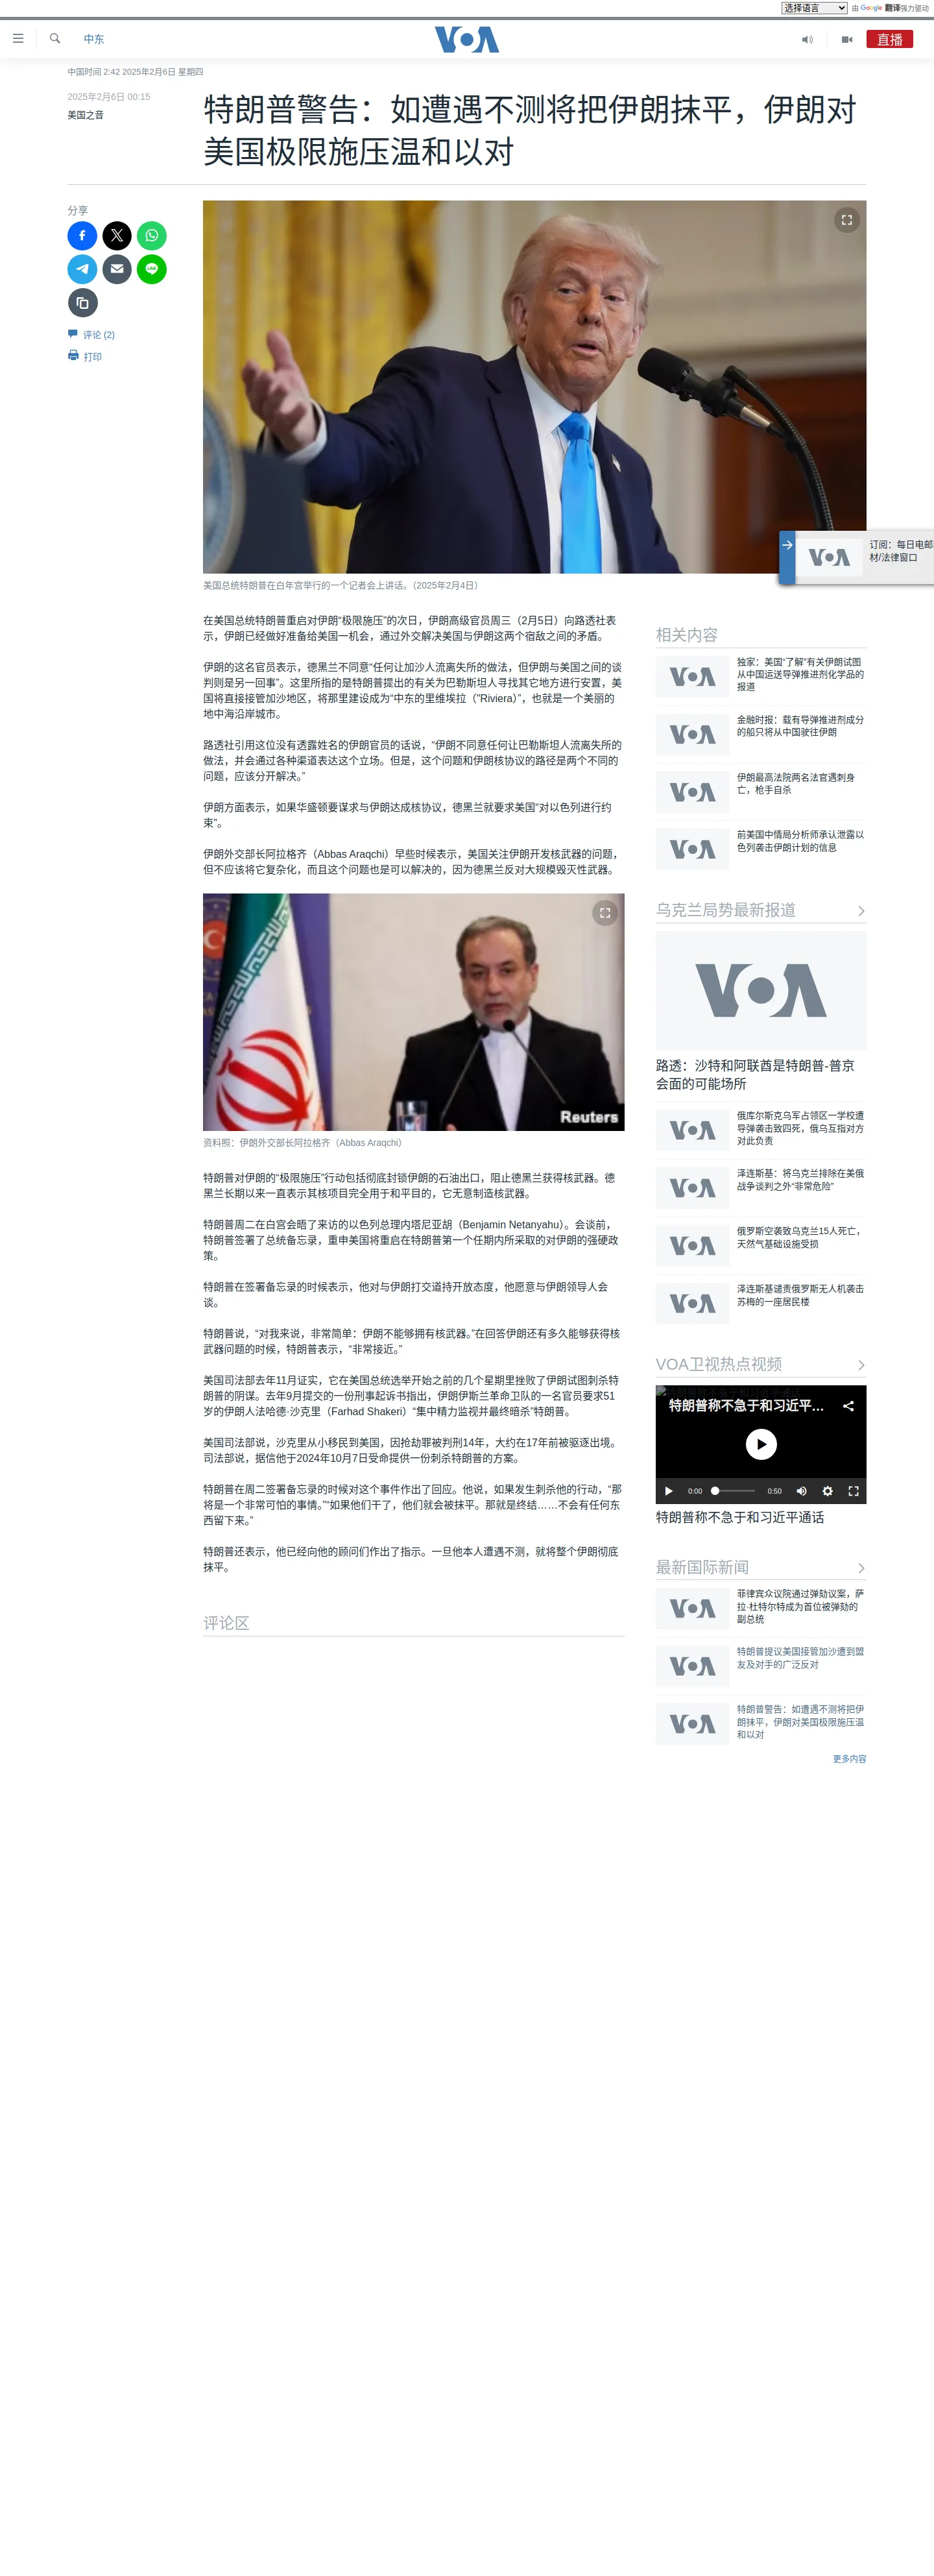 选择语言
由 Google 翻译强力驱动
中东
VOA
直播
中国时间 2:42 2025年2月6日 星期四
2025年2月6日 00:15
美国之音
特朗普警告：如遭遇不测将把伊朗抹平，伊朗对
美国极限施压温和以对
分享
评论 (2)
打印
美国总统特朗普在白年宫举行的一个记者会上讲话。（2025年2月4日）
订阅：每日电邮
材/法律窗口
在美国总统特朗普重启对伊朗“极限施压”的次日，伊朗高级官员周三（2月5日）向路透社表
示，伊朗已经做好准备给美国一机会，通过外交解决美国与伊朗这两个宿敌之间的矛盾。
伊朗的这名官员表示，德黑兰不同意“任何让加沙人流离失所的做法，但伊朗与美国之间的谈
判则是另一回事”。这里所指的是特朗普提出的有关为巴勒斯坦人寻找其它地方进行安置，美
国将直接接管加沙地区，将那里建设成为“中东的里维埃拉（"Riviera）”，也就是一个美丽的
地中海沿岸城市。
路透社引用这位没有透露姓名的伊朗官员的话说，“伊朗不同意任何让巴勒斯坦人流离失所的
做法，并会通过各种渠道表达这个立场。但是，这个问题和伊朗核协议的路径是两个不同的
问题，应该分开解决。”
伊朗方面表示，如果华盛顿要谋求与伊朗达成核协议，德黑兰就要求美国“对以色列进行约
束”。
伊朗外交部长阿拉格齐（Abbas Araqchi）早些时候表示，美国关注伊朗开发核武器的问题，
但不应该将它复杂化，而且这个问题也是可以解决的，因为德黑兰反对大规模毁灭性武器。
Reuters
资料照：伊朗外交部长阿拉格齐（Abbas Araqchi）
特朗普对伊朗的“极限施压”行动包括彻底封锁伊朗的石油出口，阻止德黑兰获得核武器。德
黑兰长期以来一直表示其核项目完全用于和平目的，它无意制造核武器。
特朗普周二在白宫会晤了来访的以色列总理内塔尼亚胡（Benjamin Netanyahu）。会谈前，
特朗普签署了总统备忘录，重申美国将重启在特朗普第一个任期内所采取的对伊朗的强硬政
策。
特朗普在签署备忘录的时候表示，他对与伊朗打交道持开放态度，他愿意与伊朗领导人会
谈。
特朗普说，“对我来说，非常简单：伊朗不能够拥有核武器。”在回答伊朗还有多久能够获得核
武器问题的时候，特朗普表示，“非常接近。”
美国司法部去年11月证实，它在美国总统选举开始之前的几个星期里挫败了伊朗试图刺杀特
朗普的阴谋。去年9月提交的一份刑事起诉书指出，伊朗伊斯兰革命卫队的一名官员要求51
岁的伊朗人法哈德·沙克里（Farhad Shakeri）“集中精力监视并最终暗杀”特朗普。
美国司法部说，沙克里从小移民到美国，因抢劫罪被判刑14年，大约在17年前被驱逐出境。
司法部说，据信他于2024年10月7日受命提供一份刺杀特朗普的方案。
特朗普在周二签署备忘录的时候对这个事件作出了回应。他说，如果发生刺杀他的行动，“那
将是一个非常可怕的事情。”“如果他们干了，他们就会被抹平。那就是终结……不会有任何东
西留下来。”
特朗普还表示，他已经向他的顾问们作出了指示。一旦他本人遭遇不测，就将整个伊朗彻底
抹平。
评论区
相关内容
独家：美国“了解”有关伊朗试图
从中国运送导弹推进剂化学品的
报道
金融时报：载有导弹推进剂成分
的船只将从中国驶往伊朗
伊朗最高法院两名法官遇刺身
亡，枪手自杀
前美国中情局分析师承认泄露以
色列袭击伊朗计划的信息
乌克兰局势最新报道
VOA
路透：沙特和阿联酋是特朗普-普京
会面的可能场所
俄库尔斯克乌军占领区一学校遭
导弹袭击致四死，俄乌互指对方
对此负责
泽连斯基：将乌克兰排除在美俄
战争谈判之外“非常危险”
俄罗斯空袭致乌克兰15人死亡，
天然气基础设施受损
泽连斯基谴责俄罗斯无人机袭击
苏梅的一座居民楼
VOA卫视热点视频
特朗普称不急于和习近平通话
特朗普称不急于和习近平…
0:00
0:50
特朗普称不急于和习近平通话
最新国际新闻
菲律宾众议院通过弹劾议案，萨
拉·杜特尔特成为首位被弹劾的
副总统
特朗普提议美国接管加沙遭到盟
友及对手的广泛反对
特朗普警告：如遭遇不测将把伊
朗抹平，伊朗对美国极限施压温
和以对
更多内容